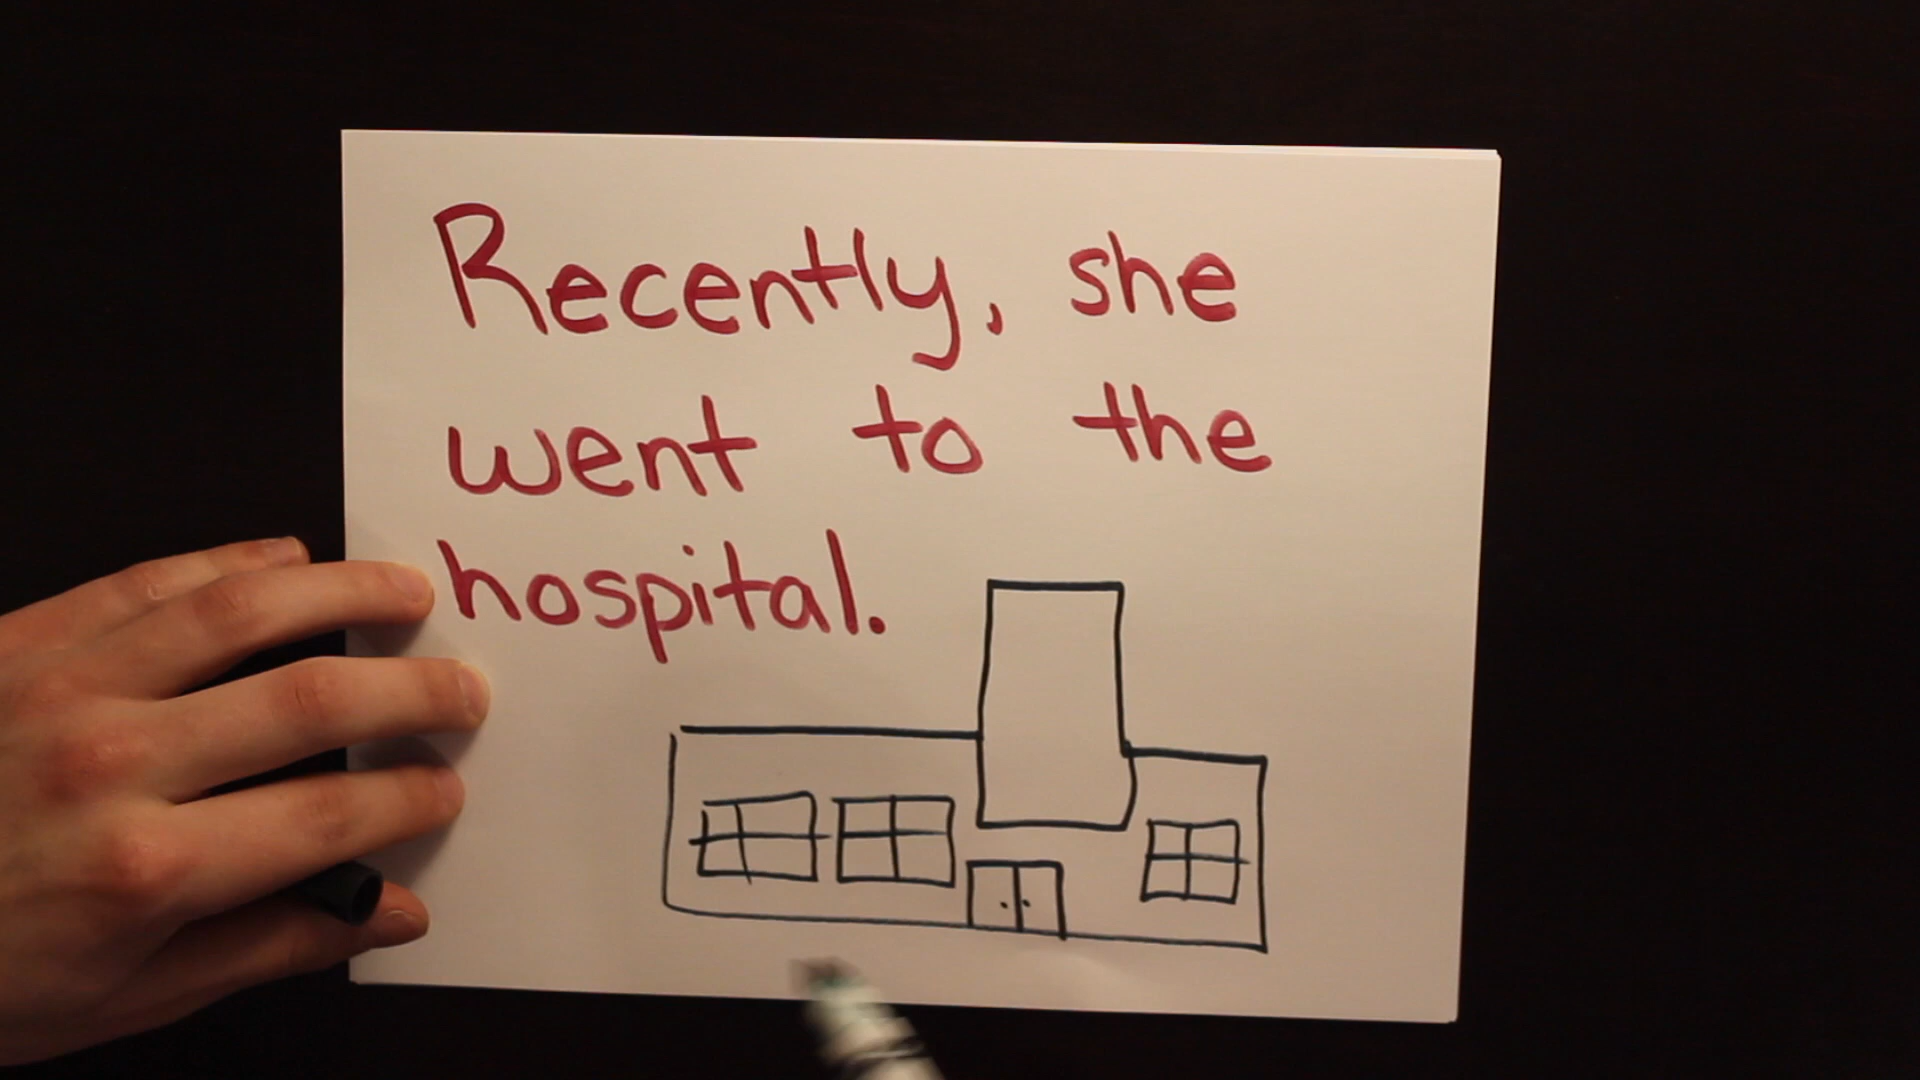 Recently, she
went to the
hospital.